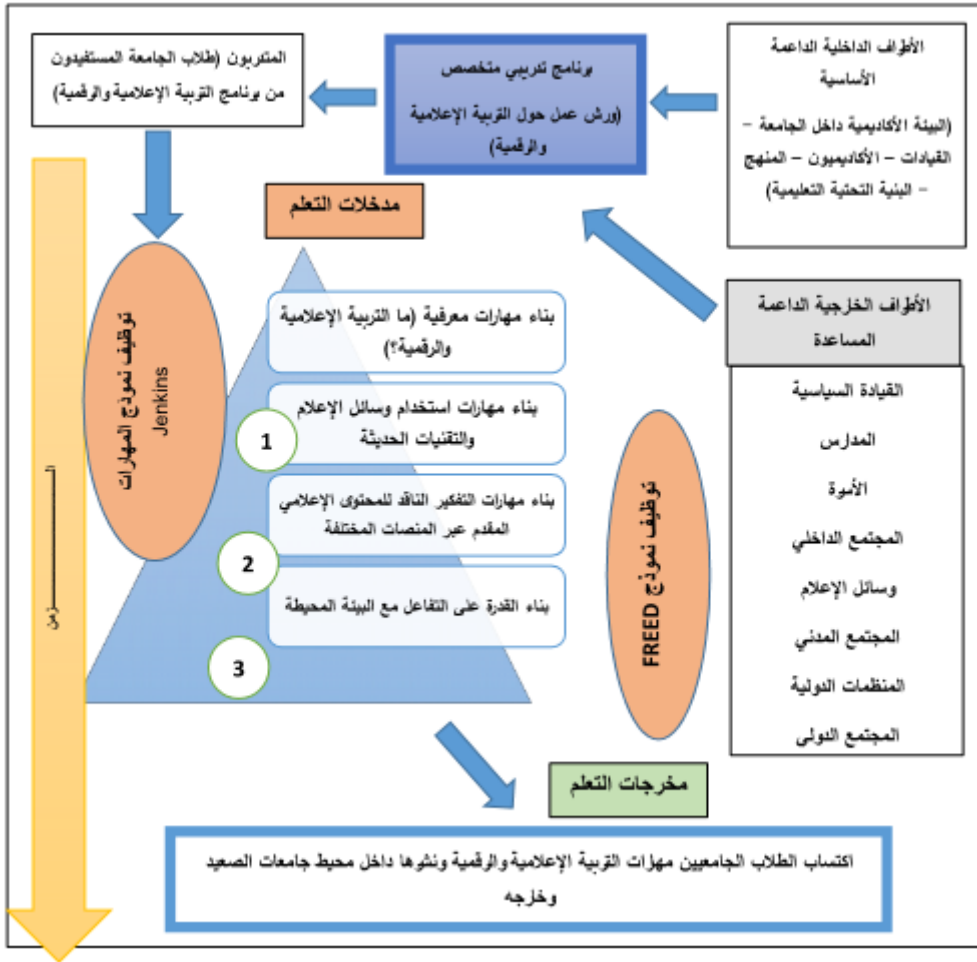 الأطراف الداخلية الداعمة
الأساسية
(البيئة الأكاديمية داخل الجامعة –
القيادات – الأكاديميون – المنهج
– البنية التحتية التعليمية)
برنامج تدريبي متخصص
(ورش عمل حول التربية الإعلامية
والرقمية)
المتدربون (طلاب الجامعة المستفيدون
من برنامج التربية الإعلامية والرقمية)
مدخلات التعلم
الأطراف الخارجية الداعمة
المساعدة
القيادة السياسية
المدارس
الأسرة
المجتمع الداخلي
وسائل الإعلام
المجتمع المدني
المنظمات الدولية
المجتمع الدولي
توظيف نموذج FREED
بناء مهارات معرفية (ما التربية الإعلامية
والرقمية؟)
بناء مهارات استخدام وسائل الإعلام
والتقنيات الحديثة
1
بناء مهارات التفكير الناقد للمحتوى الإعلامي
المقدم عبر المنصات المختلفة
2
بناء القدرة على التفاعل مع البيئة المحيطة
3
توظيف نموذج المهارات
Jenkins
الـــــــــــــزمن
مخرجات التعلم
اكتساب الطلاب الجامعيين مهارات التربية الإعلامية والرقمية ونشرها داخل محيط جامعات الصعيد
وخارجه